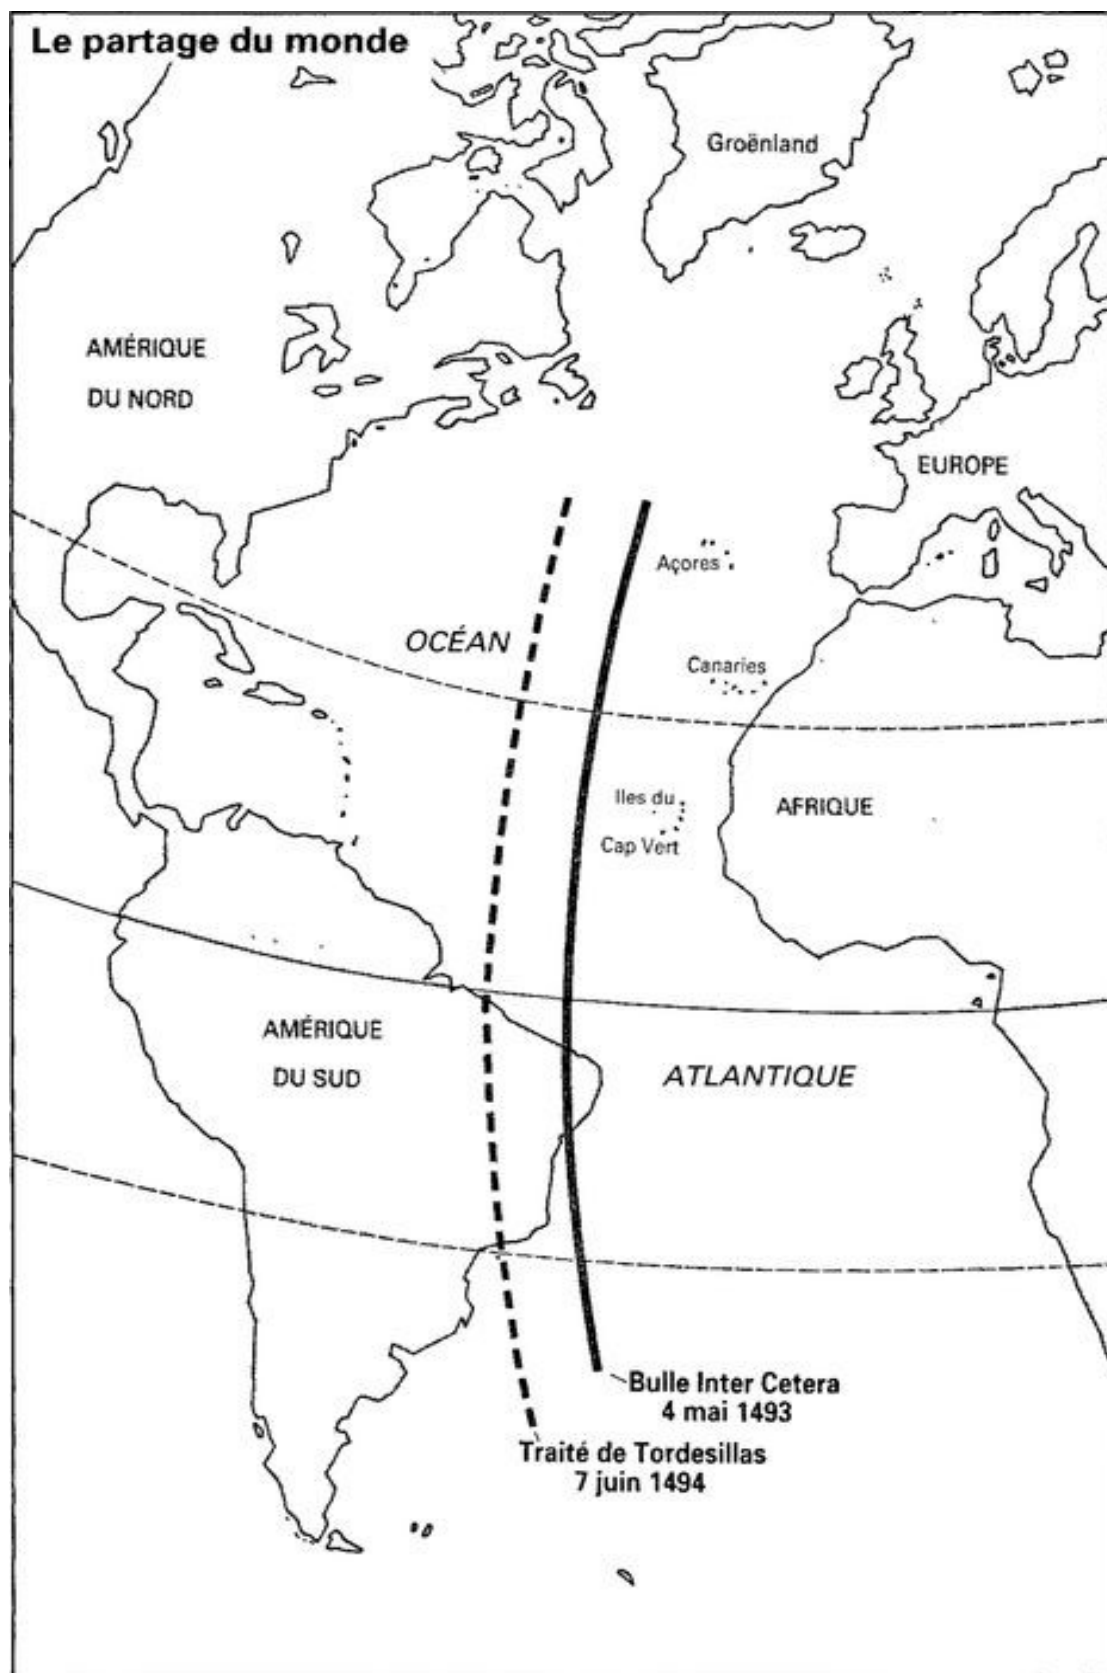 Le partage du monde
Groënland
AMÉRIQUE
DU NORD
EUROPE
Açores
OCÉAN
Canaries
Iles du
Cap Vert
AFRIQUE
AMÉRIQUE
DU SUD
ATLANTIQUE
Bulle Inter Cetera
4 mai 1493
Traité de Tordesillas
7 juin 1494